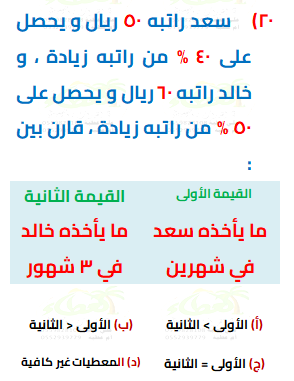 ٢٠) سعد راتبه ٥٠ ريال و يحصل
على ٤٠ % من راتبه زيادة ، و
خالد راتبه ٦٠ ريال و يحصل على
٥٠ % من راتبه زيادة ، قارن بين
:
القيمة الأولى القيمة الثانية
ما يأخذه سعد ما يأخذه خالد
في شهرين في ٣ شهور
(أ) الأولى > الثانية (ب) الأولى < الثانية
(ج) الأولى = الثانية (د) المعطيات غير كافية